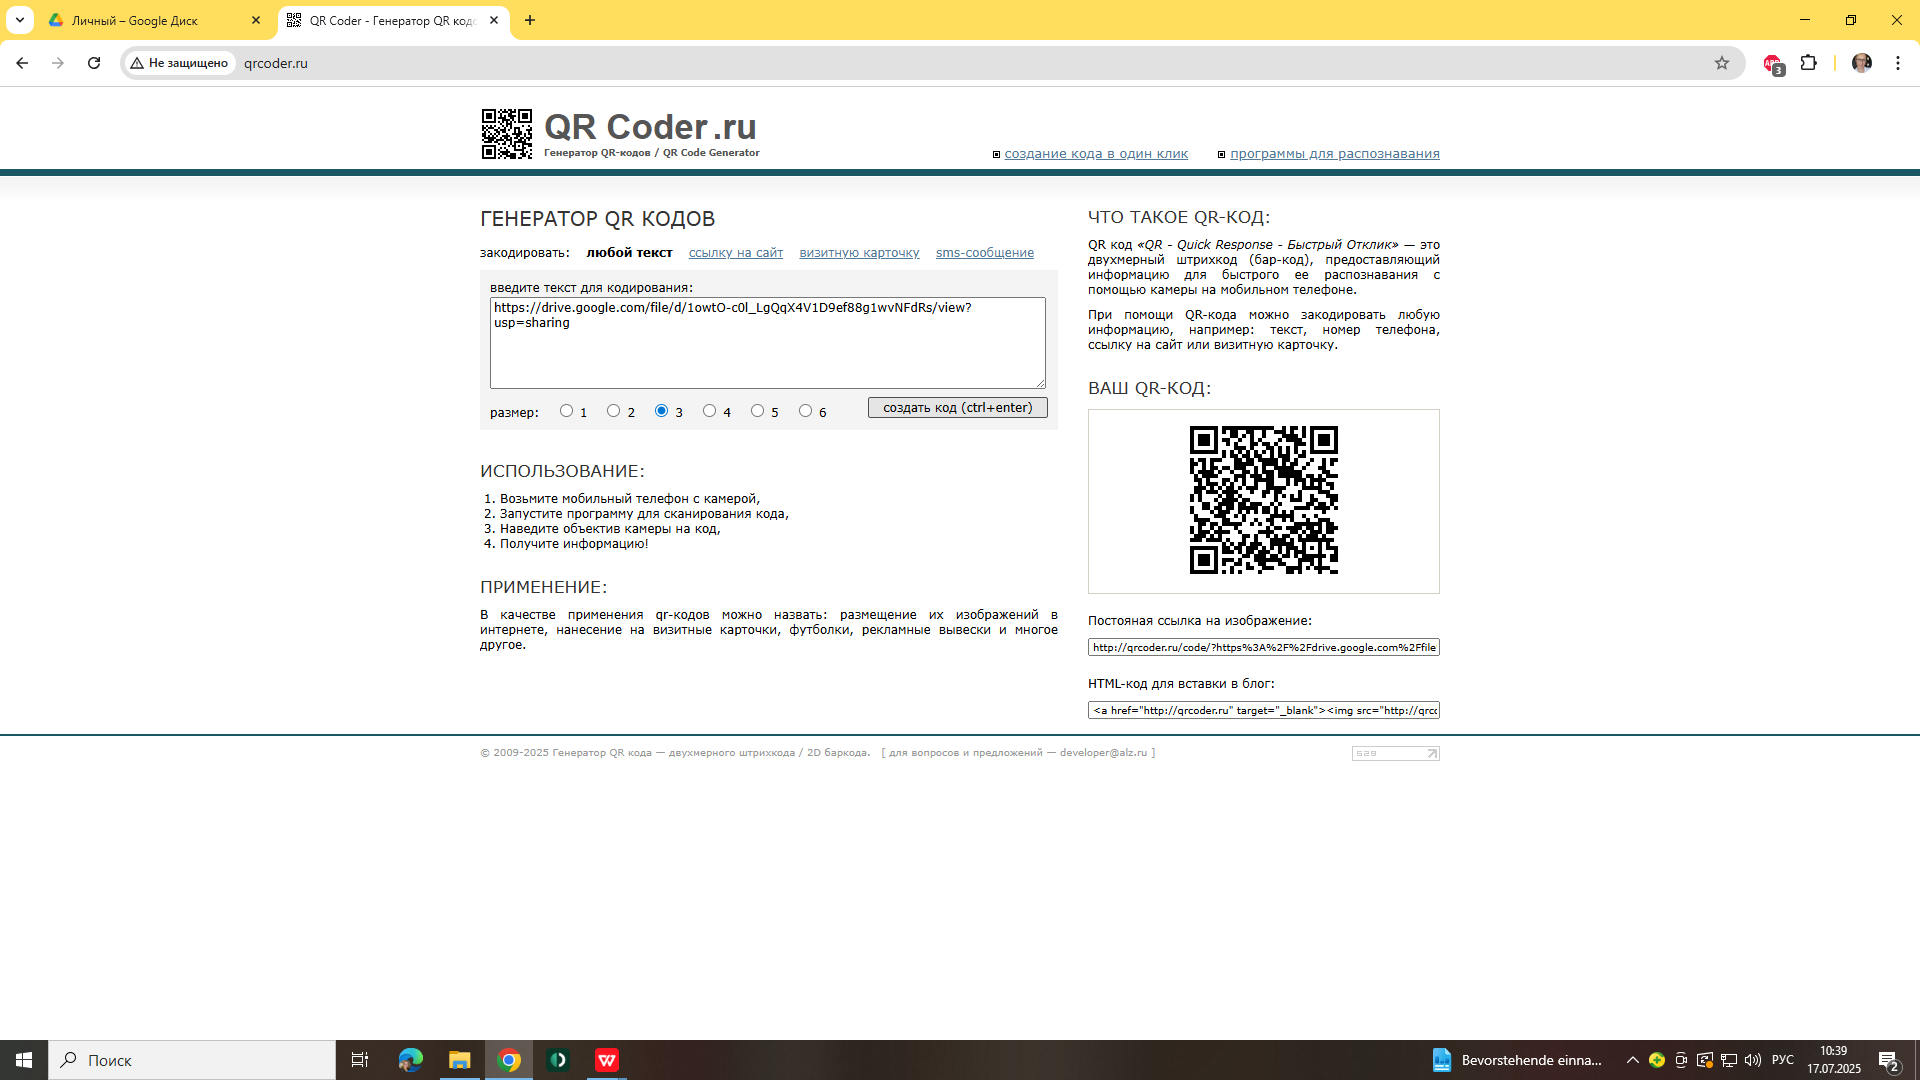 Личный – Google Диск
QR Coder - Генератор QR код
Не защищено
qrcoder.ru
ABP
3
QR Coder.ru
Генератор QR-кодов / QR Code Generator
создание кода в один клик
программы для распознавания
ГЕНЕРАТОР QR КОДОВ
закодировать: любой текст ссылку на сайт визитную карточку sms-сообщение
введите текст для кодирования:
https://drive.google.com/file/d/1owtO-c0l_LgQqX4V1D9ef88g1wvNFdRs/view?
usp=sharing
размер: 1 2 3 4 5 6
создать код (ctrl+enter)
ИСПОЛЬЗОВАНИЕ:
1. Возьмите мобильный телефон с камерой,
2. Запустите программу для сканирования кода,
3. Наведите объектив камеры на код,
4. Получите информацию!
ПРИМЕНЕНИЕ:
В качестве применения qr-кодов можно назвать: размещение их изображений в
интернете, нанесение на визитные карточки, футболки, рекламные вывески и многое
другое.
ЧТО ТАКОЕ QR-КОД:
QR код «QR - Quick Response - Быстрый Отклик» — это
двухмерный штрихкод (бар-код), предоставляющий
информацию для быстрого ее распознавания с
помощью камеры на мобильном телефоне.
При помощи QR-кода можно закодировать любую
информацию, например: текст, номер телефона,
ссылку на сайт или визитную карточку.
ВАШ QR-КОД:
Постояная ссылка на изображение:
http://qrcoder.ru/code/?https%3A%2F%2Fdrive.google.com%2Ffile
HTML-код для вставки в блог:
<a href="http://qrcoder.ru" target="_blank"><img src="http://qrco
© 2009-2025 Генератор QR кода — двухмерного штрихкода / 2D баркода. [ для вопросов и предложений — developer@alz.ru ]
529
Поиск
Bevorstehende einna...
РУС
10:39
17.07.2025
2